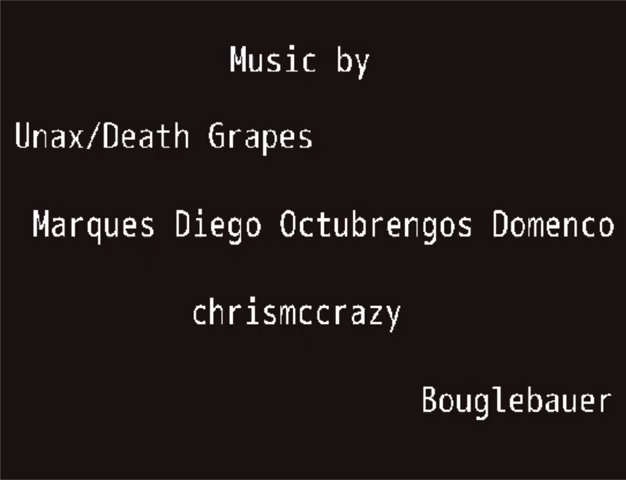 Music by
Unax/Death Grapes
Marques Diego Octubrengos Domenco
chrismccrazy
Bouglebauer